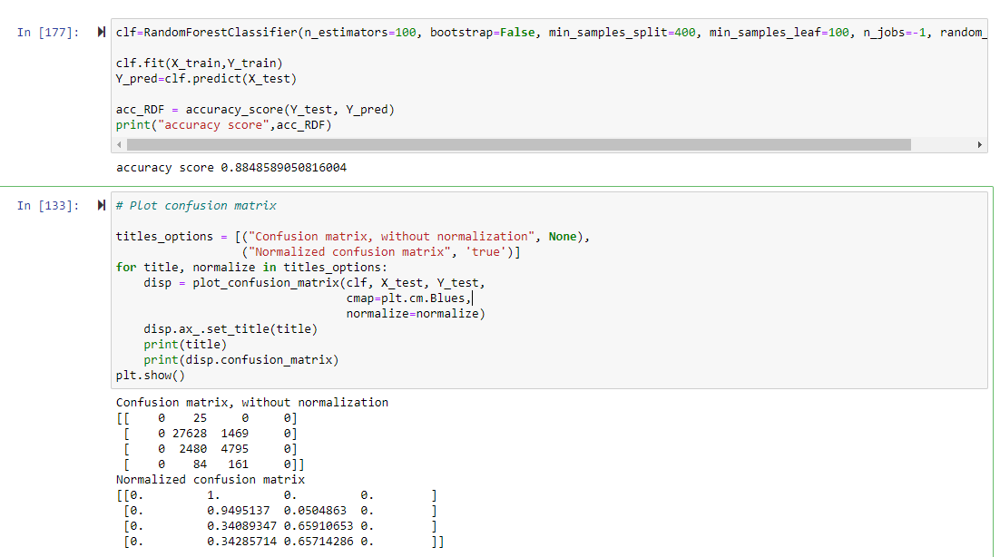 In [177]:
clf=RandomForestClassifier(n_estimators=100, bootstrap=False, min_samples_split=400, min_samples_leaf=100, n_jobs=-1, random_
clf.fit(X_train,Y_train)
Y_pred=clf.predict(X_test)
acc_RDF = accuracy_score(Y_test, Y_pred)
print("accuracy score",acc_RDF)
accuracy score 0.8848589050816004
In [133]:
# Plot confusion matrix
titles_options = [("Confusion matrix, without normalization", None),
                  ("Normalized confusion matrix", 'true')]
for title, normalize in titles_options:
    disp = plot_confusion_matrix(clf, X_test, Y_test,
                                 cmap=plt.cm.Blues,
                                 normalize=normalize)
    disp.ax_.set_title(title)
    print(title)
    print(disp.confusion_matrix)
plt.show()
Confusion matrix, without normalization
[[    0    25     0     0]
 [    0 27628  1469     0]
 [    0  2480  4795     0]
 [    0    84   161     0]]
Normalized confusion matrix
[[0.         1.         0.         0.        ]
 [0.         0.9495137  0.0504863  0.        ]
 [0.         0.34089347 0.65910653 0.        ]
 [0.         0.34285714 0.65714286 0.        ]]